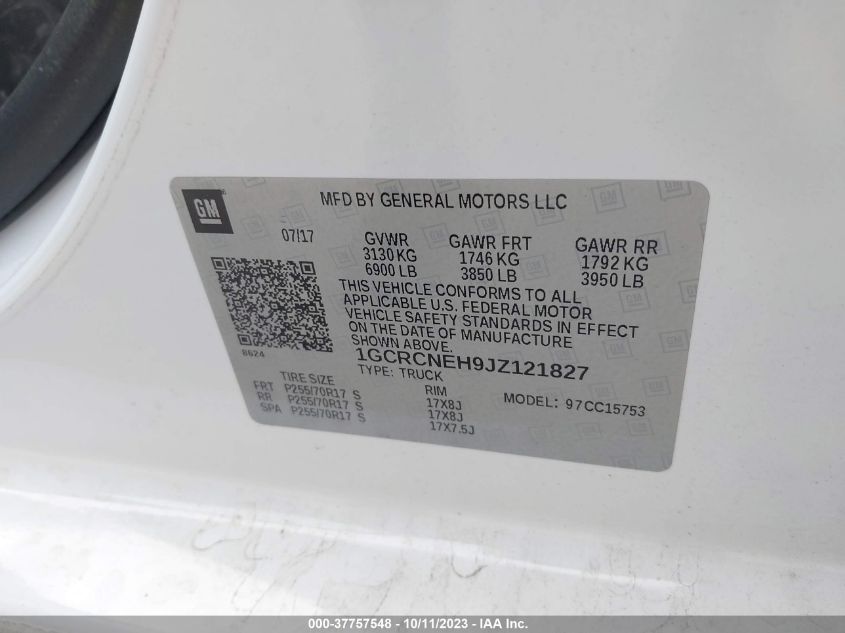 GM
MFD BY GENERAL MOTORS LLC
07/17
GVWR GAWR FRT GAWR RR
3130 KG 1746 KG 1792 KG
6900 LB 3850 LB 3950 LB
THIS VEHICLE CONFORMS TO ALL
APPLICABLE U.S. FEDERAL MOTOR
VEHICLE SAFETY STANDARDS IN EFFECT
ON THE DATE OF MANUFACTURE
SHOWN ABOVE.
8624
1GCRCNEH9JZ121827
TYPE: TRUCK
TIRE SIZE RIM MODEL: 97CC15753
FRT P255/70R17 S 17X8J
RR P255/70R17 S 17X8J
SPA P255/70R17 S 17X7.5J
000-37757548 - 10/11/2023 - IAA Inc.